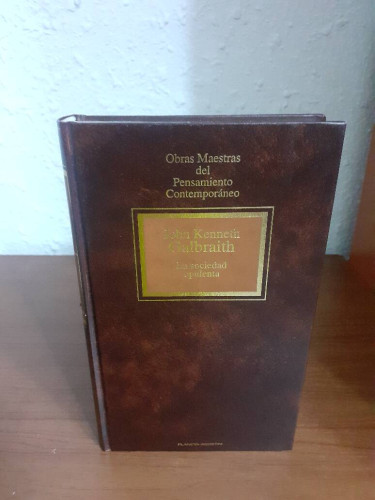 Obras Maestras
del
Pensamiento
Contemporáneo
John Kenneth
Galbraith
La sociedad
opulenta